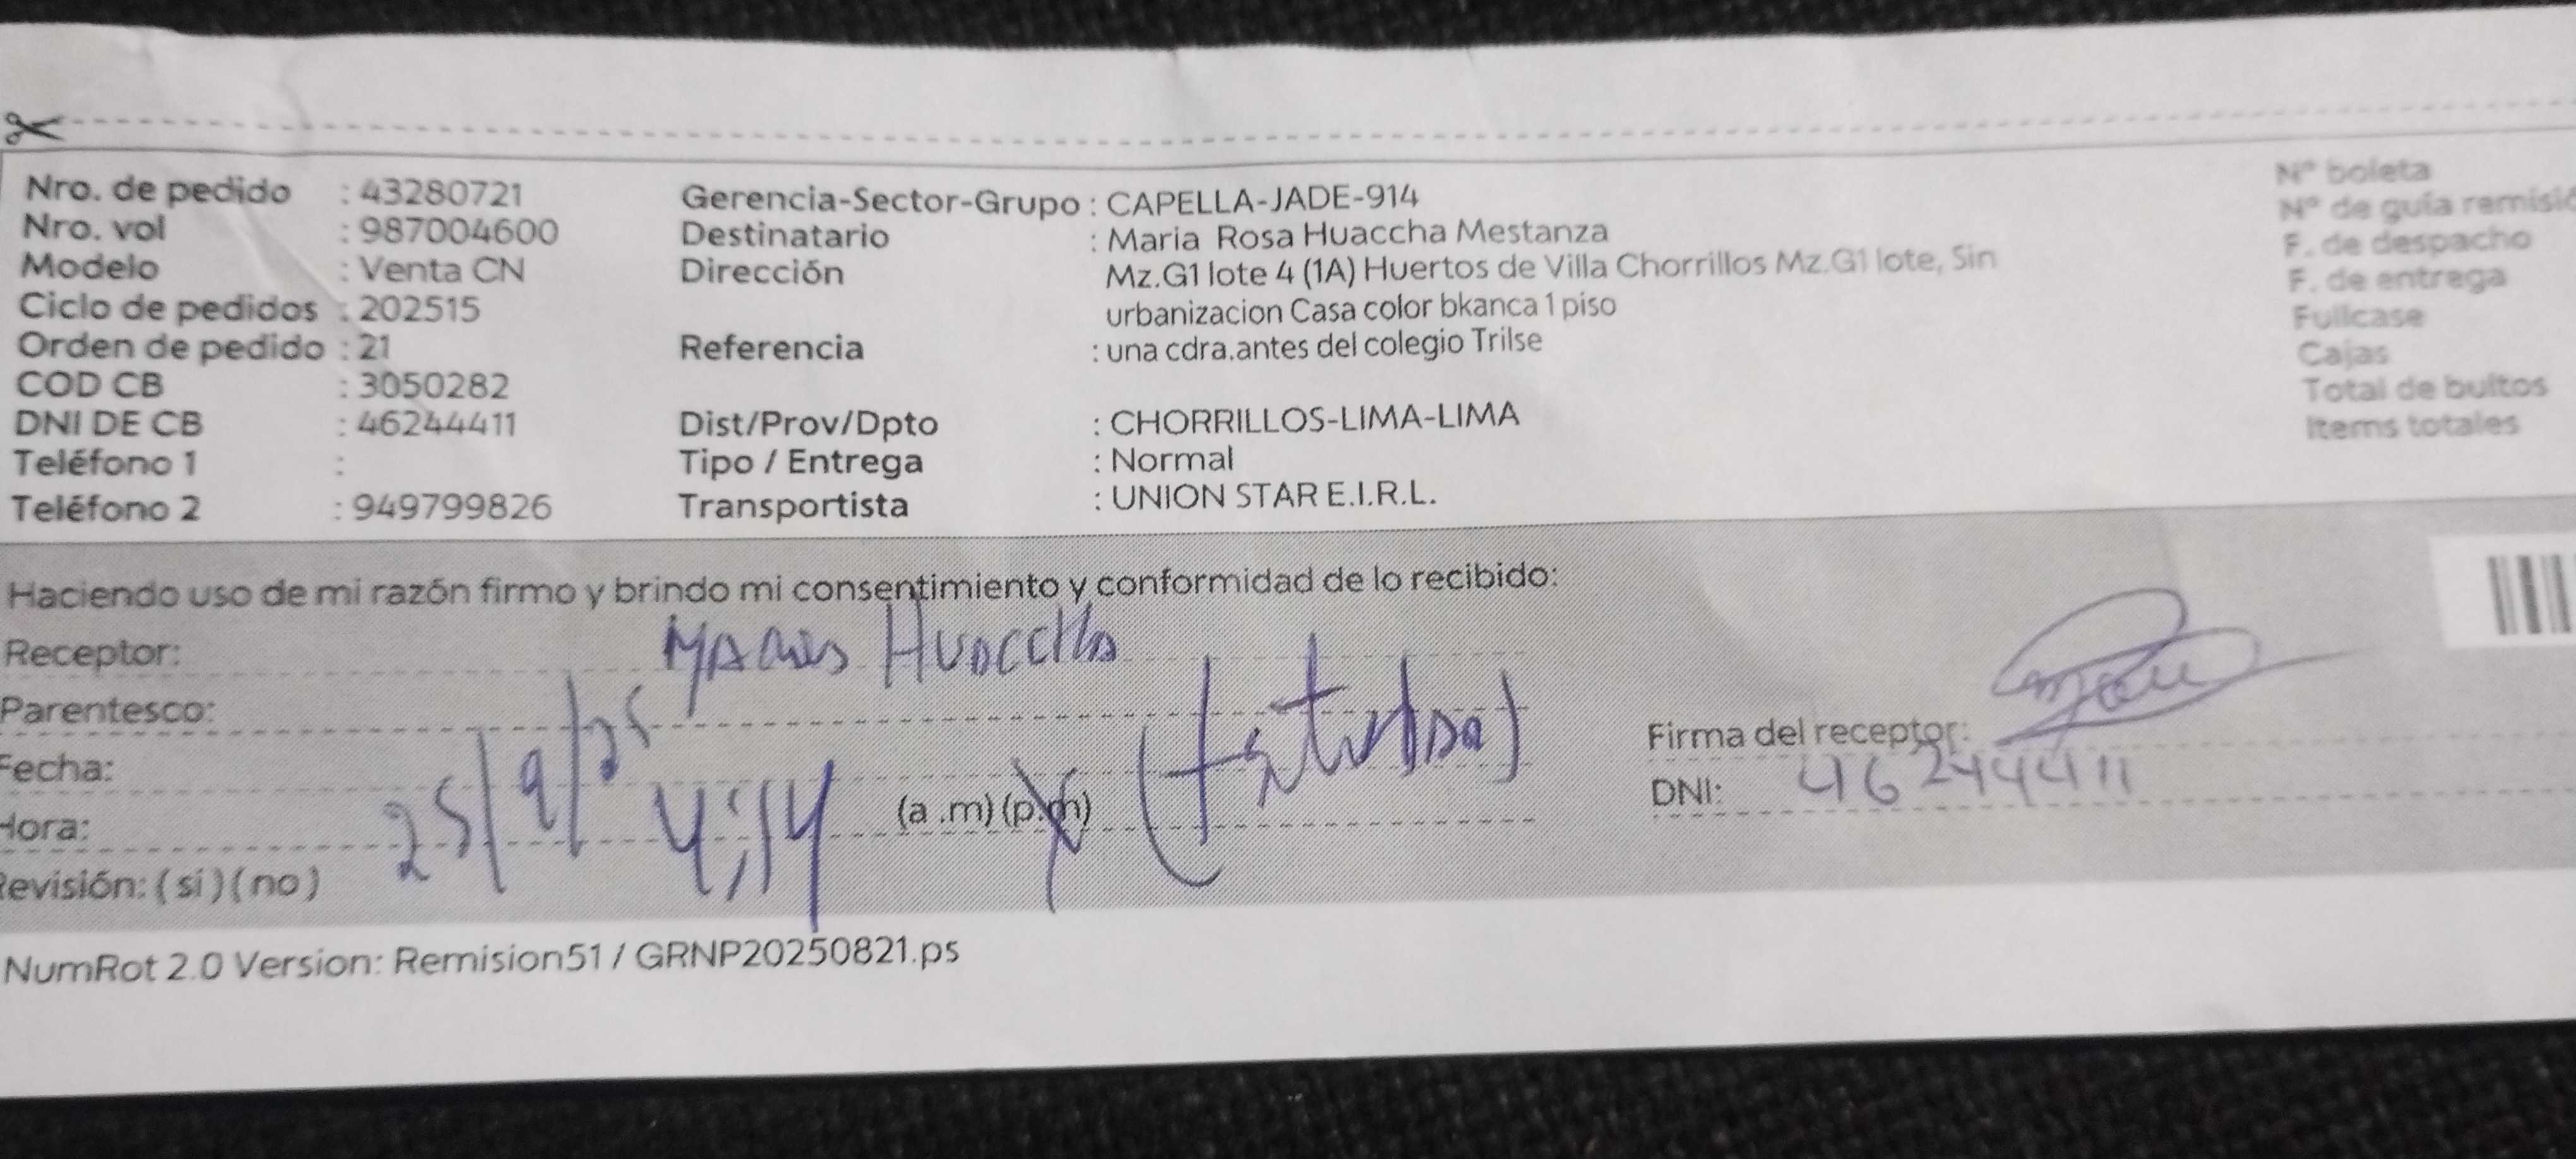 Nro. de pedido : 43280721
Nro. vol : 987004600
Modelo : Venta CN
Ciclo de pedidos : 202515
Orden de pedido : 21
COD CB : 3050282
DNI DE CB : 46244411
Teléfono 1 :
Teléfono 2 : 949799826
Gerencia-Sector-Grupo : CAPELLA-JADE-914
Destinatario : Maria Rosa Huaccha Mestanza
Dirección Mz.G1 lote 4 (1A) Huertos de Villa Chorrillos Mz.G1 lote, Sin
urbanizacion Casa color bkanca 1 piso
Referencia : una cdra.antes del colegio Trilse
Dist/Prov/Dpto : CHORRILLOS-LIMA-LIMA
Tipo / Entrega : Normal
Transportista : UNION STAR E.I.R.L.
Nº boleta
Nº de guía remisió
F. de despacho
F. de entrega
Fullcase
Cajas
Total de bultos
Items totales
Haciendo uso de mi razón firmo y brindo mi consentimiento y conformidad de lo recibido:
Receptor: Huaccha
Parentesco: (titular)
Fecha: 25/9/25
Hora: 4:14 (a .m) (p.m)
Revisión: ( si ) ( no )
Firma del receptor:
DNI: 46244411
NumRot 2.0 Version: Remision51 / GRNP20250821.ps